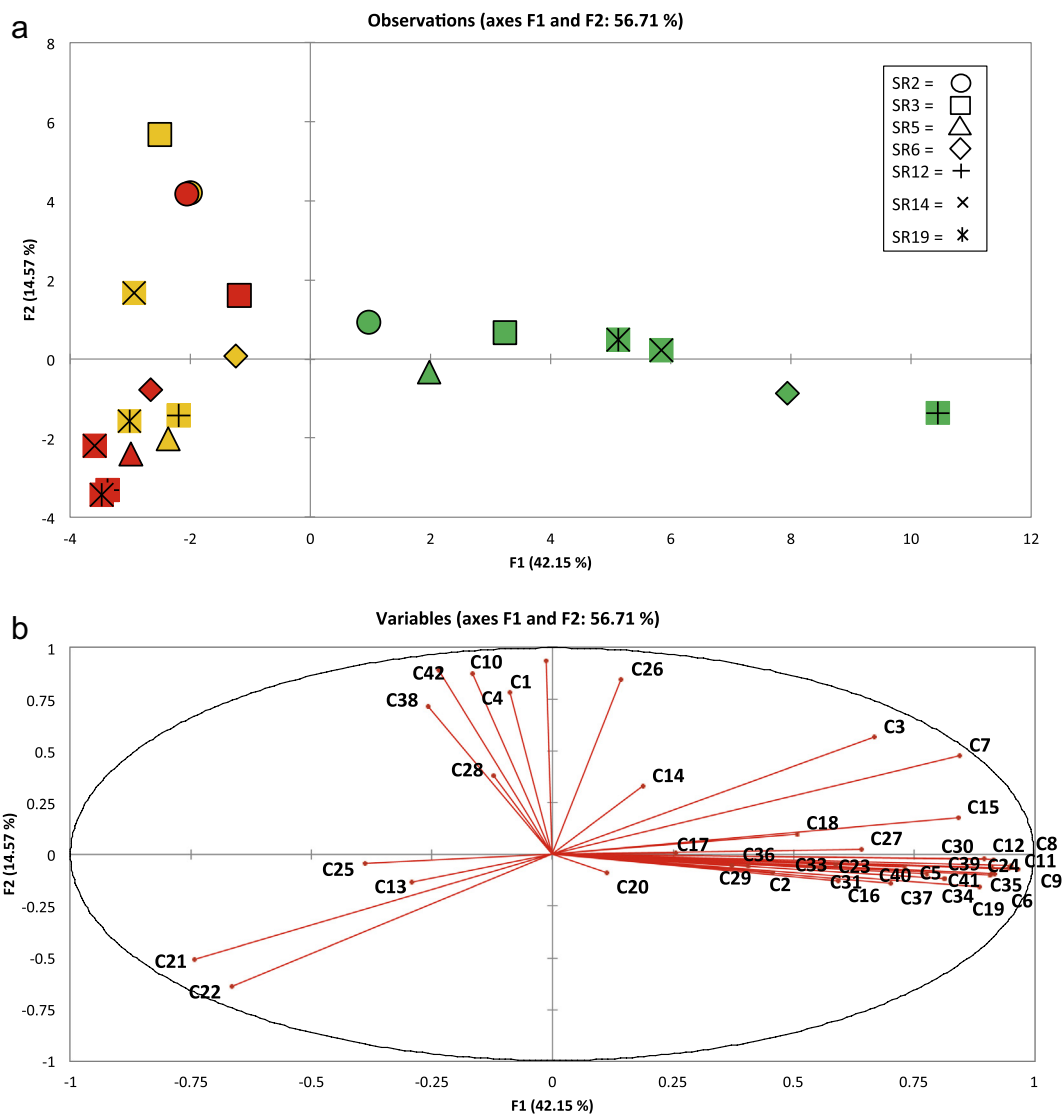 a
Observations (axes F1 and F2: 56.71 %)
8
6
4
2
0
-2
-4
F2 (14.57 %)
SR2 =
SR3 =
SR5 =
SR6 =
SR12 =
SR14 =
SR19 =
-4 -2 0 2 4 6 8 10 12
F1 (42.15 %)
b
Variables (axes F1 and F2: 56.71 %)
1
0.75
0.5
0.25
0
-0.25
-0.5
-0.75
-1
F2 (14.57 %)
C42 C10 C1 C26
C38 C4
C3
C7
C28 C14
C15
C18
C17 C27 C30 C12 C8
C25 C36 C33 C23 C39 C24 C11
C13 C20 C29 C2 C31 C40 C5 C41 C35 C9
C16 C37 C34 C19 C6
C21
C22
-1 -0.75 -0.5 -0.25 0 0.25 0.5 0.75 1
F1 (42.15 %)